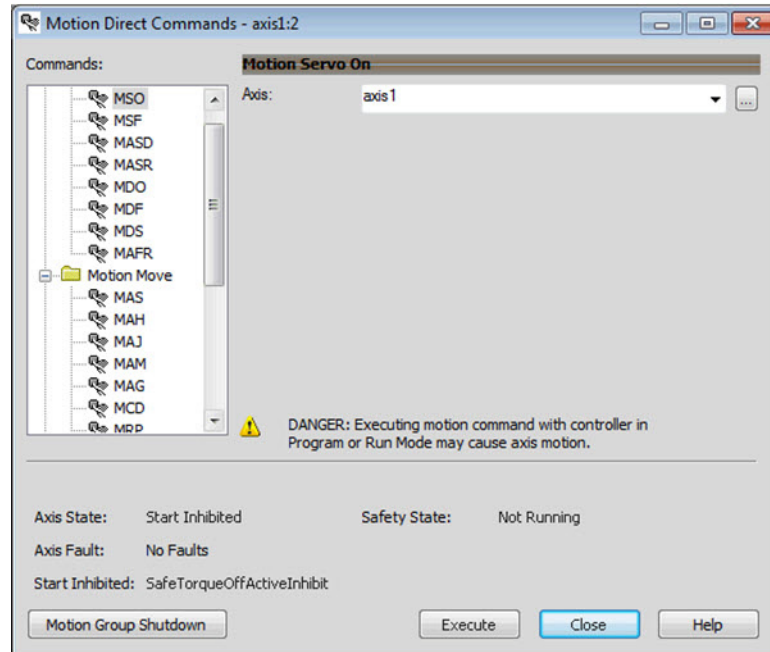 Motion Direct Commands - axis1:2
Commands:
MSO
MSF
MASD
MASR
MDO
MDF
MDS
MAFR
Motion Move
MAS
MAH
MAJ
MAM
MAG
MCD
MRP
Motion Servo On
Axis: axis1
...
DANGER: Executing motion command with controller in
Program or Run Mode may cause axis motion.
Axis State: Start Inhibited Safety State: Not Running
Axis Fault: No Faults
Start Inhibited: SafeTorqueOffActiveInhibit
Motion Group Shutdown Execute Close Help